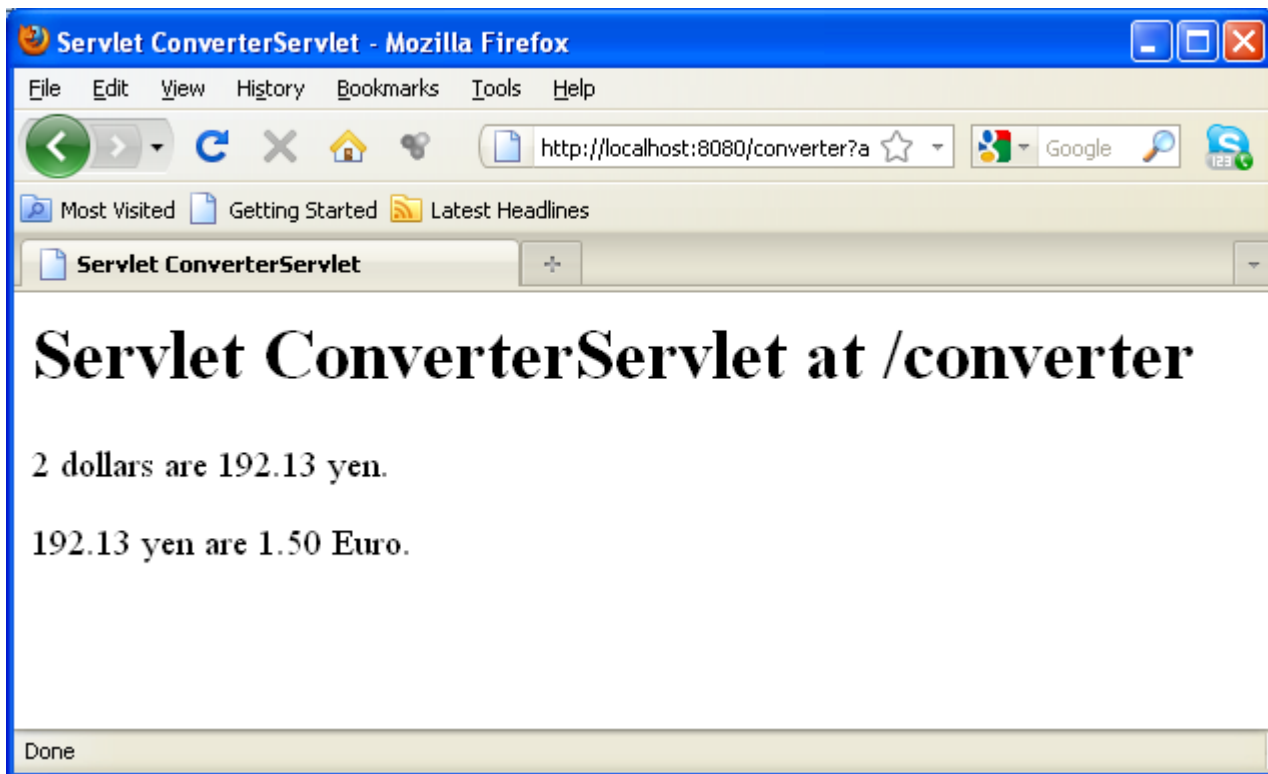 Servlet ConverterServlet - Mozilla Firefox
File Edit View History Bookmarks Tools Help
http://localhost:8080/converter?a Google
Most Visited Getting Started Latest Headlines
Servlet ConverterServlet
Servlet ConverterServlet at /converter
2 dollars are 192.13 yen.
192.13 yen are 1.50 Euro.
Done